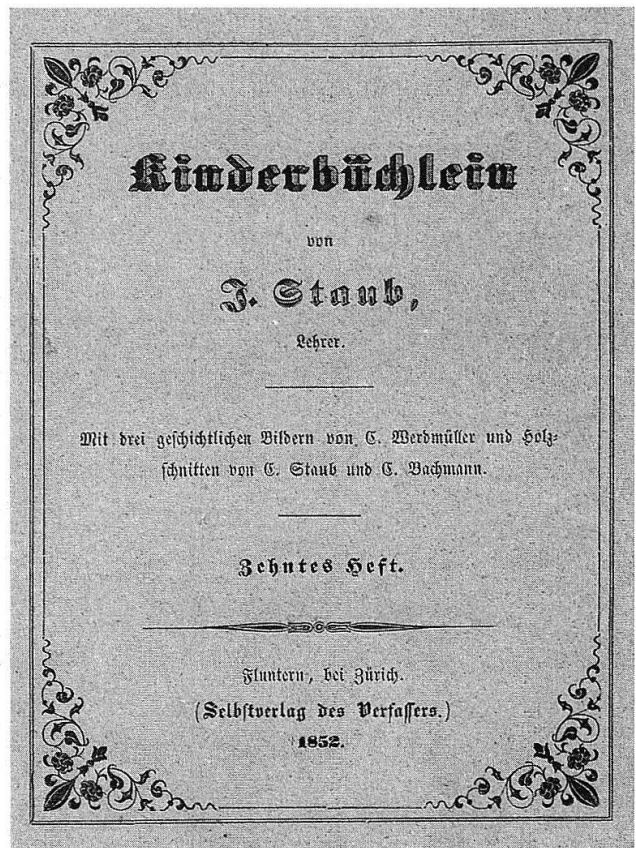 Kinderbüchlein
von
J. Staub,
Lehrer.
Mit drei geschichtlichen Bildern von C. Werdmüller und Holz=
schnitten von C. Staub und C. Bachmann.
Zehntes Heft.
Fluntern, bei Zürich.
(Selbstverlag des Verfassers.)
1852.